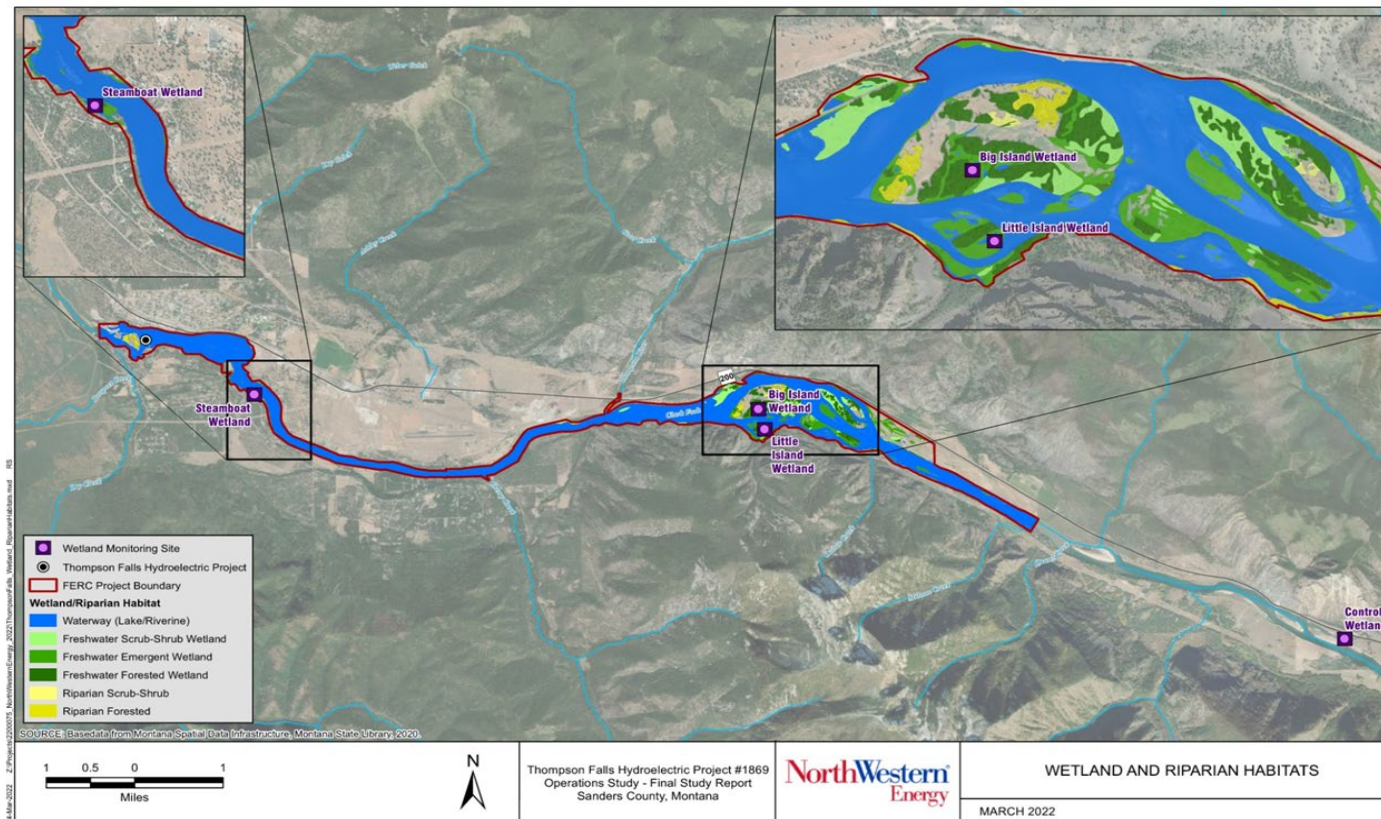 Steamboat Wetland
Big Island Wetland
Little Island Wetland
200
Clark Fork
Steamboat
Wetland
Big Island
Wetland
Little
Island
Wetland
Control
Wetland
Wetland Monitoring Site
Thompson Falls Hydroelectric Project
FERC Project Boundary
Wetland/Riparian Habitat
Waterway (Lake/Riverine)
Freshwater Scrub-Shrub Wetland
Freshwater Emergent Wetland
Freshwater Forested Wetland
Riparian Scrub-Shrub
Riparian Forested
SOURCE: Basedata from Montana Spatial Data Infrastructure, Montana State Library, 2020.
1 0.5 0 1
Miles
N
Thompson Falls Hydroelectric Project #1869
Operations Study - Final Study Report
Sanders County, Montana
NorthWestern®
Energy
WETLAND AND RIPARIAN HABITATS
MARCH 2022